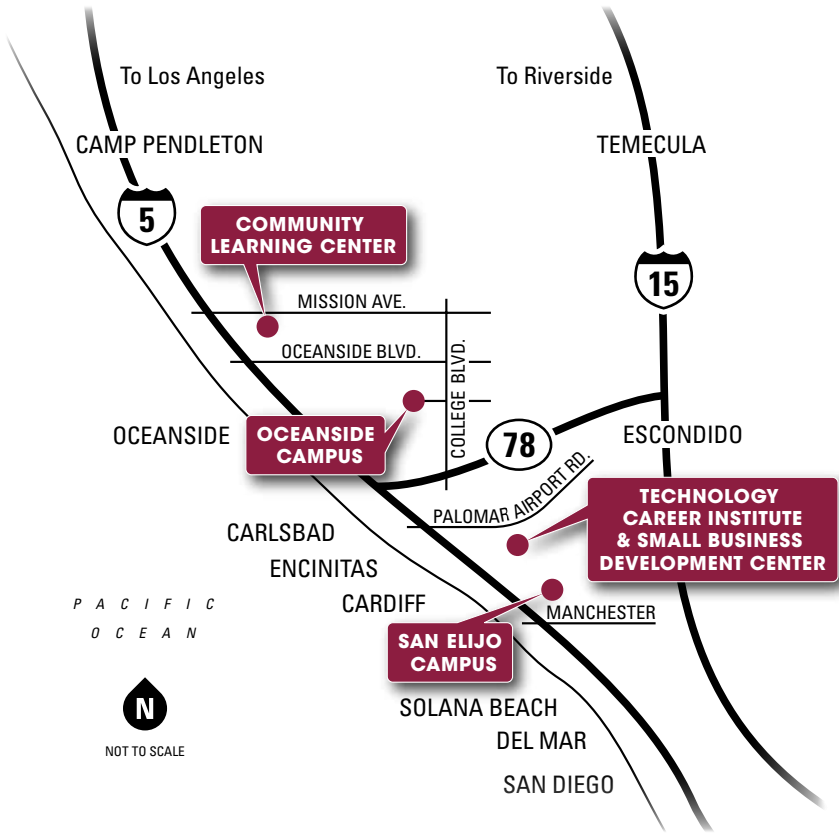 To Los Angeles
To Riverside
CAMP PENDLETON
TEMECULA
5
COMMUNITY
LEARNING CENTER
15
MISSION AVE.
OCEANSIDE BLVD.
COLLEGE BLVD.
OCEANSIDE
OCEANSIDE
CAMPUS
78
ESCONDIDO
PALOMAR AIRPORT RD.
TECHNOLOGY
CAREER INSTITUTE
& SMALL BUSINESS
DEVELOPMENT CENTER
CARLSBAD
ENCINITAS
CARDIFF
PACIFIC
OCEAN
MANCHESTER
SAN ELIJO
CAMPUS
N
NOT TO SCALE
SOLANA BEACH
DEL MAR
SAN DIEGO